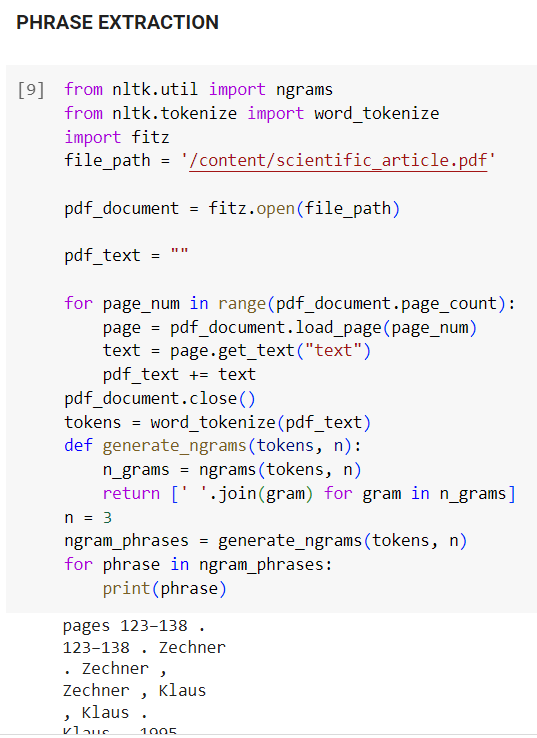 PHRASE EXTRACTION
[9] from nltk.util import ngrams
from nltk.tokenize import word_tokenize
import fitz
file_path = '/content/scientific_article.pdf'
pdf_document = fitz.open(file_path)
pdf_text = ""
for page_num in range(pdf_document.page_count):
    page = pdf_document.load_page(page_num)
    text = page.get_text("text")
    pdf_text += text
pdf_document.close()
tokens = word_tokenize(pdf_text)
def generate_ngrams(tokens, n):
    n_grams = ngrams(tokens, n)
    return [' '.join(gram) for gram in n_grams]
n = 3
ngram_phrases = generate_ngrams(tokens, n)
for phrase in ngram_phrases:
    print(phrase)
pages 123–138 .
123–138 . Zechner
. Zechner ,
Zechner , Klaus
, Klaus .
Klaus . 1995